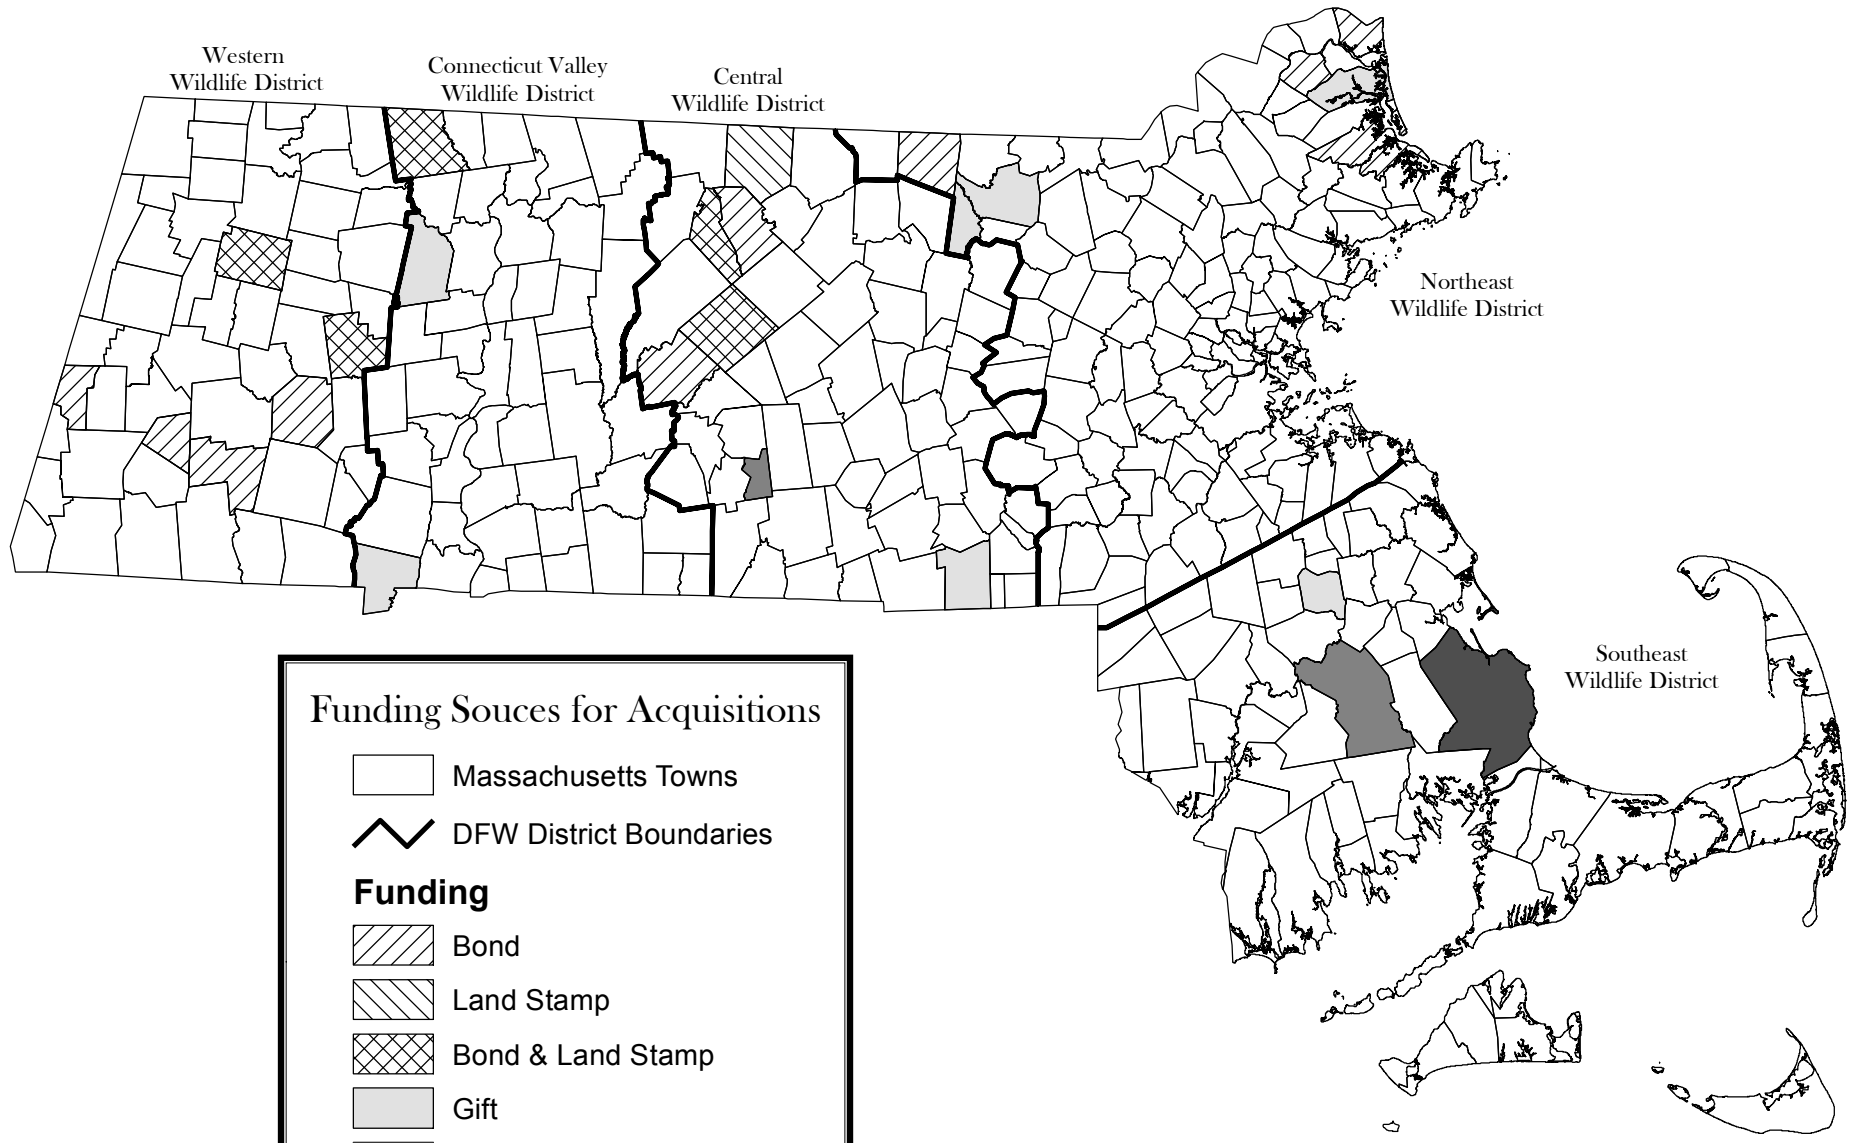 Western
Wildlife District
Connecticut Valley
Wildlife District
Central
Wildlife District
Northeast
Wildlife District
Southeast
Wildlife District
Funding Souces for Acquisitions
Massachusetts Towns
DFW District Boundaries
Funding
Bond
Land Stamp
Bond & Land Stamp
Gift